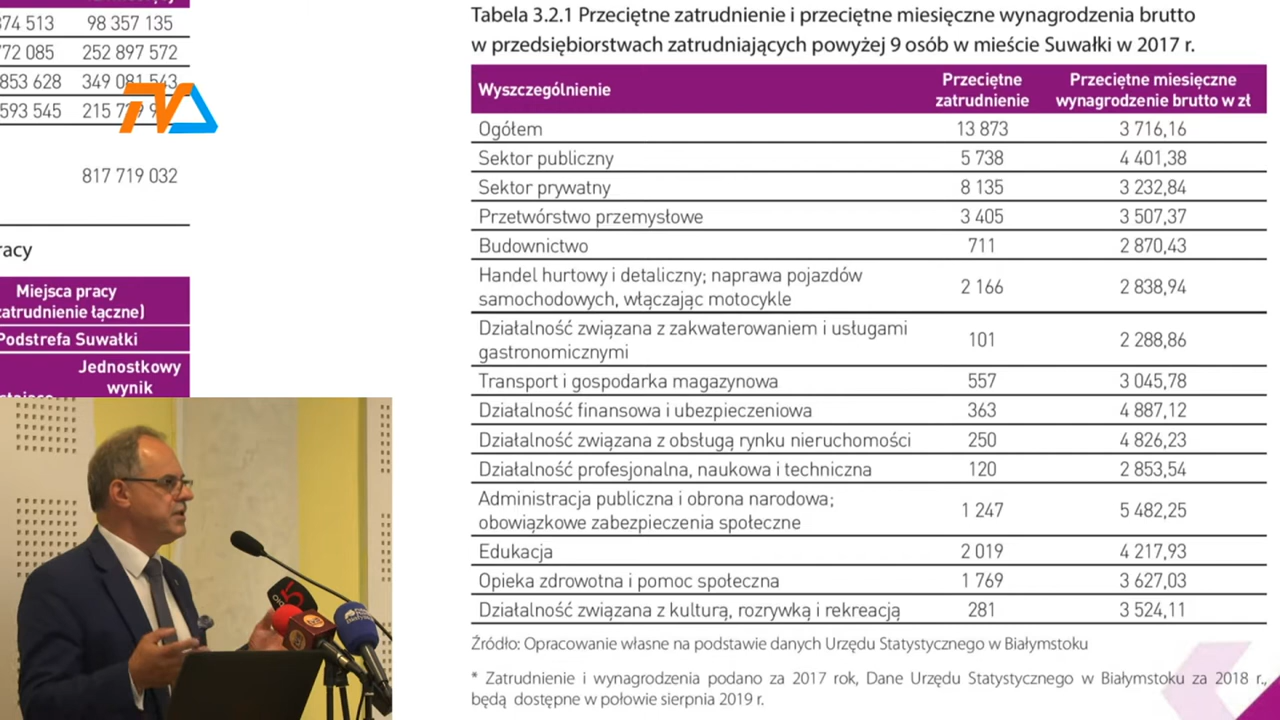 374 513 98 357 135
772 085 252 897 572
853 628 349 081 543
593 545
817 719 032
racy
Miejsca pracy
zatrudnienie łączne)
Podstrefa Suwałki
Jednostkowy
wynik
Tabela 3.2.1 Przeciętne zatrudnienie i przeciętne miesięczne wynagrodzenia brutto
w przedsiębiorstwach zatrudniających powyżej 9 osób w mieście Suwałki w 2017 r.
Wyszczególnienie
Przeciętne
zatrudnienie
Przeciętne miesięczne
wynagrodzenie brutto w zł
Ogółem 13 873 3 716,16
Sektor publiczny 5 738 4 401,38
Sektor prywatny 8 135 3 232,84
Przetwórstwo przemysłowe 3 405 3 507,37
Budownictwo 711 2 870,43
Handel hurtowy i detaliczny; naprawa pojazdów
samochodowych, włączając motocykle
2 166 2 838,94
Działalność związana z zakwaterowaniem i usługami
gastronomicznymi
101 2 288,86
Transport i gospodarka magazynowa 557 3 045,78
Działalność finansowa i ubezpieczeniowa 363 4 887,12
Działalność związana z obsługą rynku nieruchomości 250 4 826,23
Działalność profesjonalna, naukowa i techniczna 120 2 853,54
Administracja publiczna i obrona narodowa;
obowiązkowe zabezpieczenia społeczne
1 247 5 482,25
Edukacja 2 019 4 217,93
Opieka zdrowotna i pomoc społeczna 1 769 3 627,03
Działalność związana z kulturą, rozrywką i rekreacją 281 3 524,11
Źródło: Opracowanie własne na podstawie danych Urzędu Statystycznego w Białymstoku
* Zatrudnienie i wynagrodzenia podano za 2017 rok, Dane Urzędu Statystycznego w Białymstoku za 2018 r.,
będą dostępne w połowie sierpnia 2019 r.